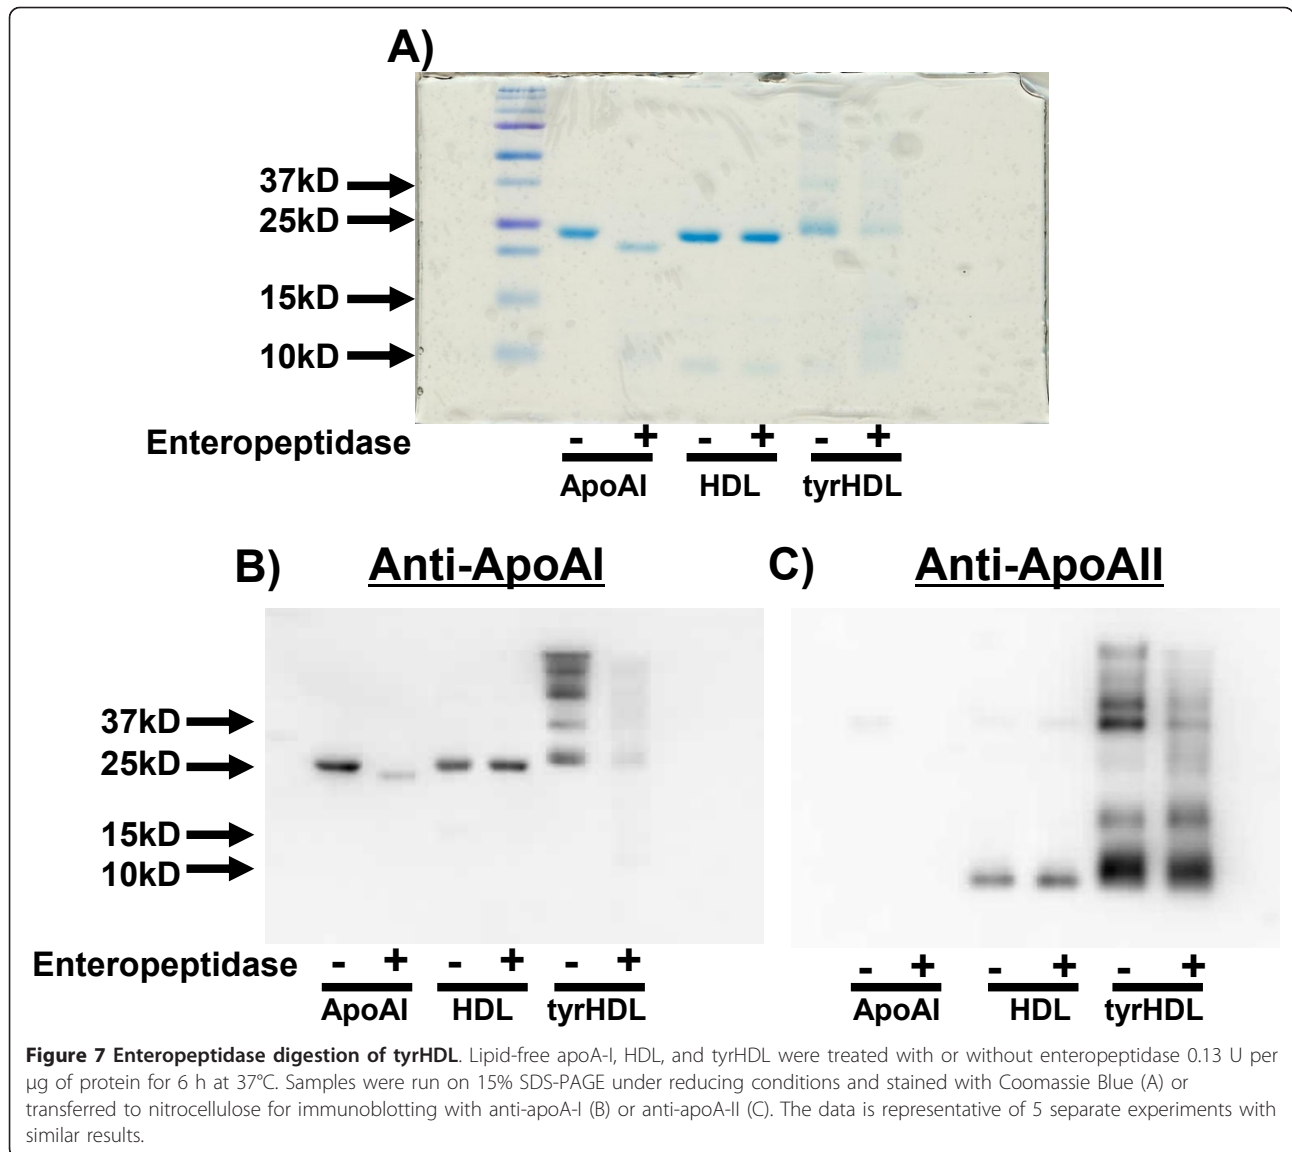 A)
37kD
25kD
15kD
10kD
Enteropeptidase - + - + - +
ApoAI HDL tyrHDL
B) Anti-ApoAI
C) Anti-ApoAII
37kD
25kD
15kD
10kD
Enteropeptidase - + - + - + - + - + - +
ApoAI HDL tyrHDL ApoAI HDL tyrHDL
Figure 7 Enteropeptidase digestion of tyrHDL. Lipid-free apoA-I, HDL, and tyrHDL were treated with or without enteropeptidase 0.13 U per
μg of protein for 6 h at 37°C. Samples were run on 15% SDS-PAGE under reducing conditions and stained with Coomassie Blue (A) or
transferred to nitrocellulose for immunoblotting with anti-apoA-I (B) or anti-apoA-II (C). The data is representative of 5 separate experiments with
similar results.